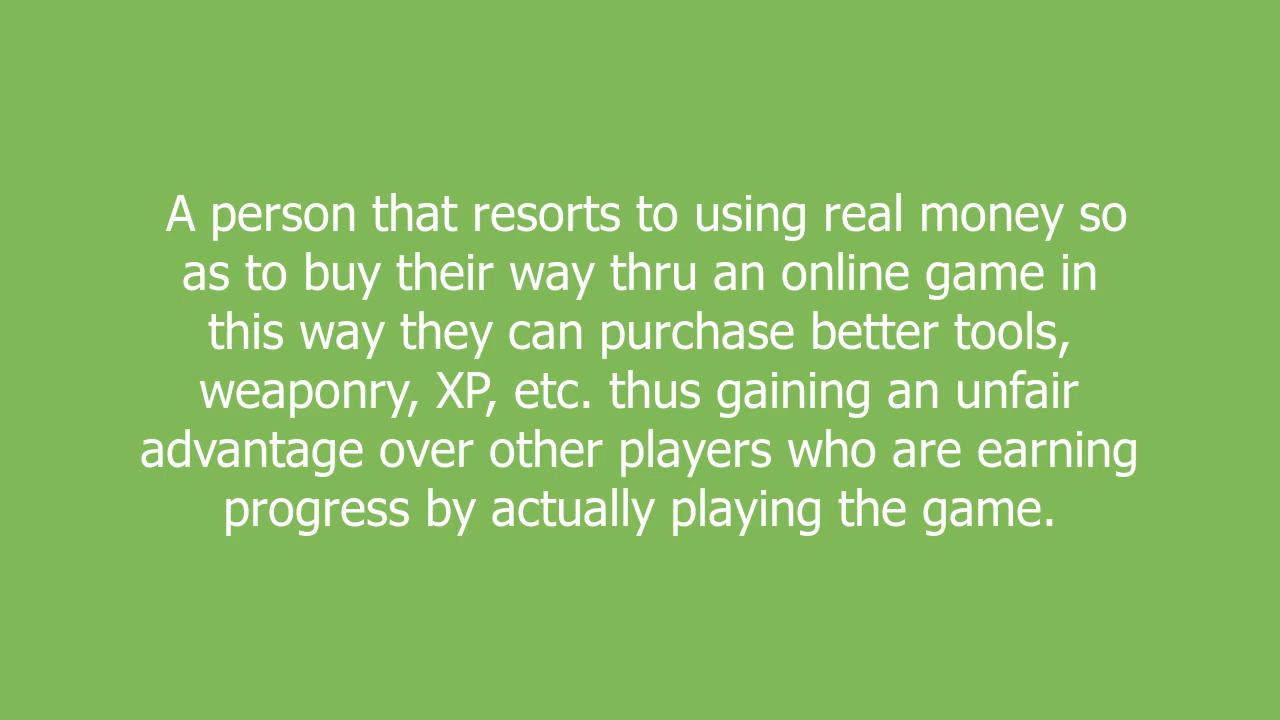 A person that resorts to using real money so
as to buy their way thru an online game in
this way they can purchase better tools,
weaponry, XP, etc. thus gaining an unfair
advantage over other players who are earning
progress by actually playing the game.